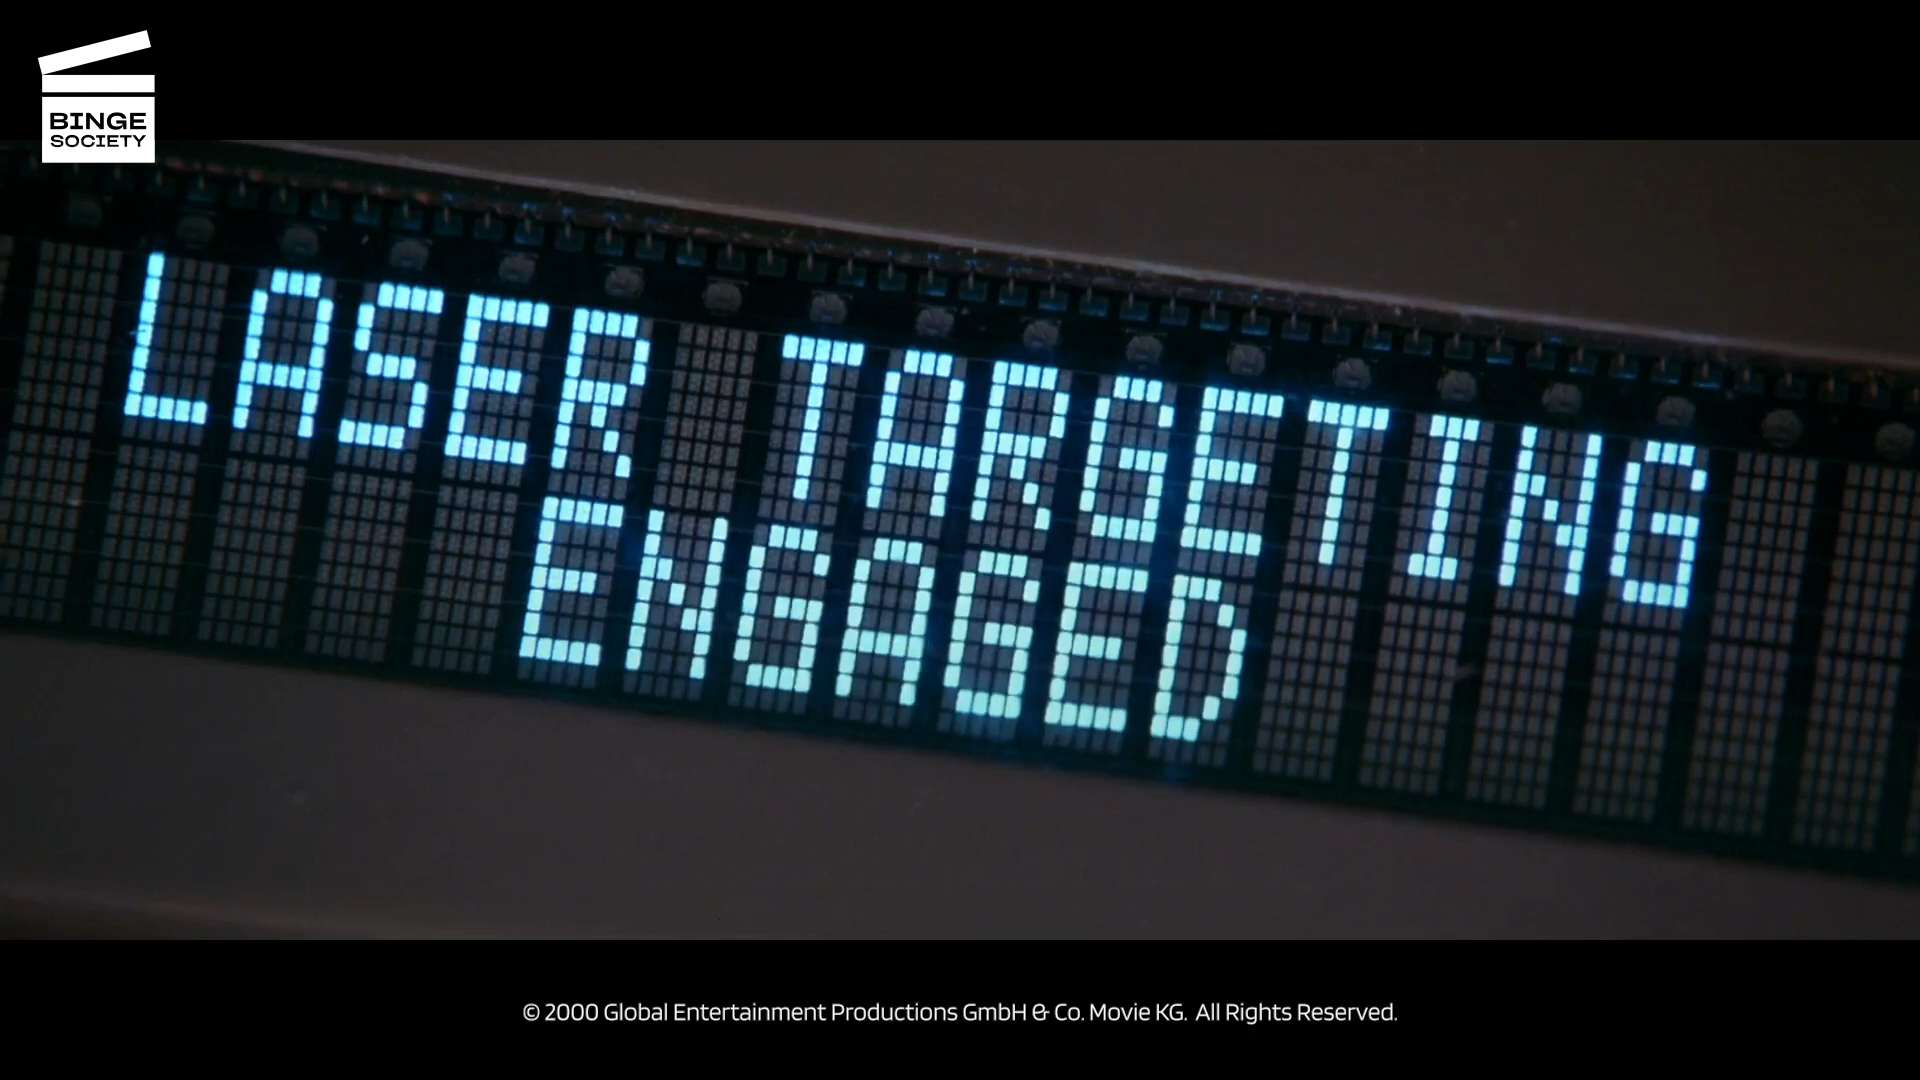 BINGE
SOCIETY
LASER TARGETING
ENGAGED
© 2000 Global Entertainment Productions GmbH & Co. Movie KG. All Rights Reserved.